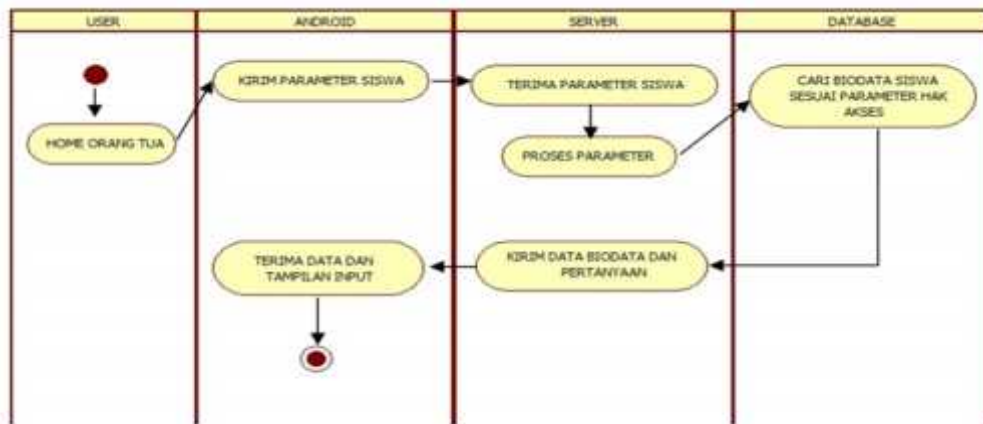 USER
ANDROID
SERVER
DATABASE
KIRIM PARAMETER SISWA
TERIMA PARAMETER SISWA
CARI BIODATA SISWA
SESUAI PARAMETER HAK
AKSES
HOME ORANG TUA
PROSES PARAMETER
TERIMA DATA DAN
TAMPILAN INPUT
KIRIM DATA BIODATA DAN
PERTANYAAN